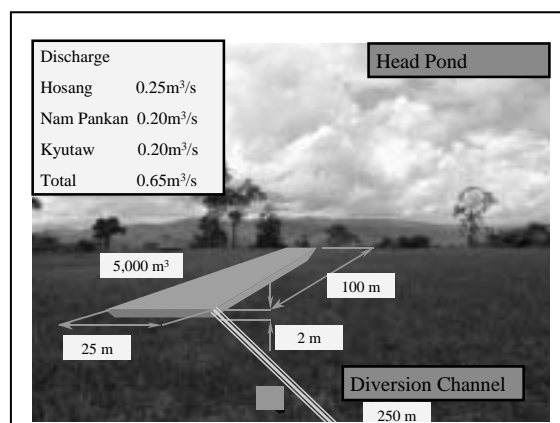 Discharge
Hosang 0.25m³/s
Nam Pankan 0.20m³/s
Kyutaw 0.20m³/s
Total 0.65m³/s
Head Pond
5,000 m³
100 m
25 m
2 m
Diversion Channel
250 m